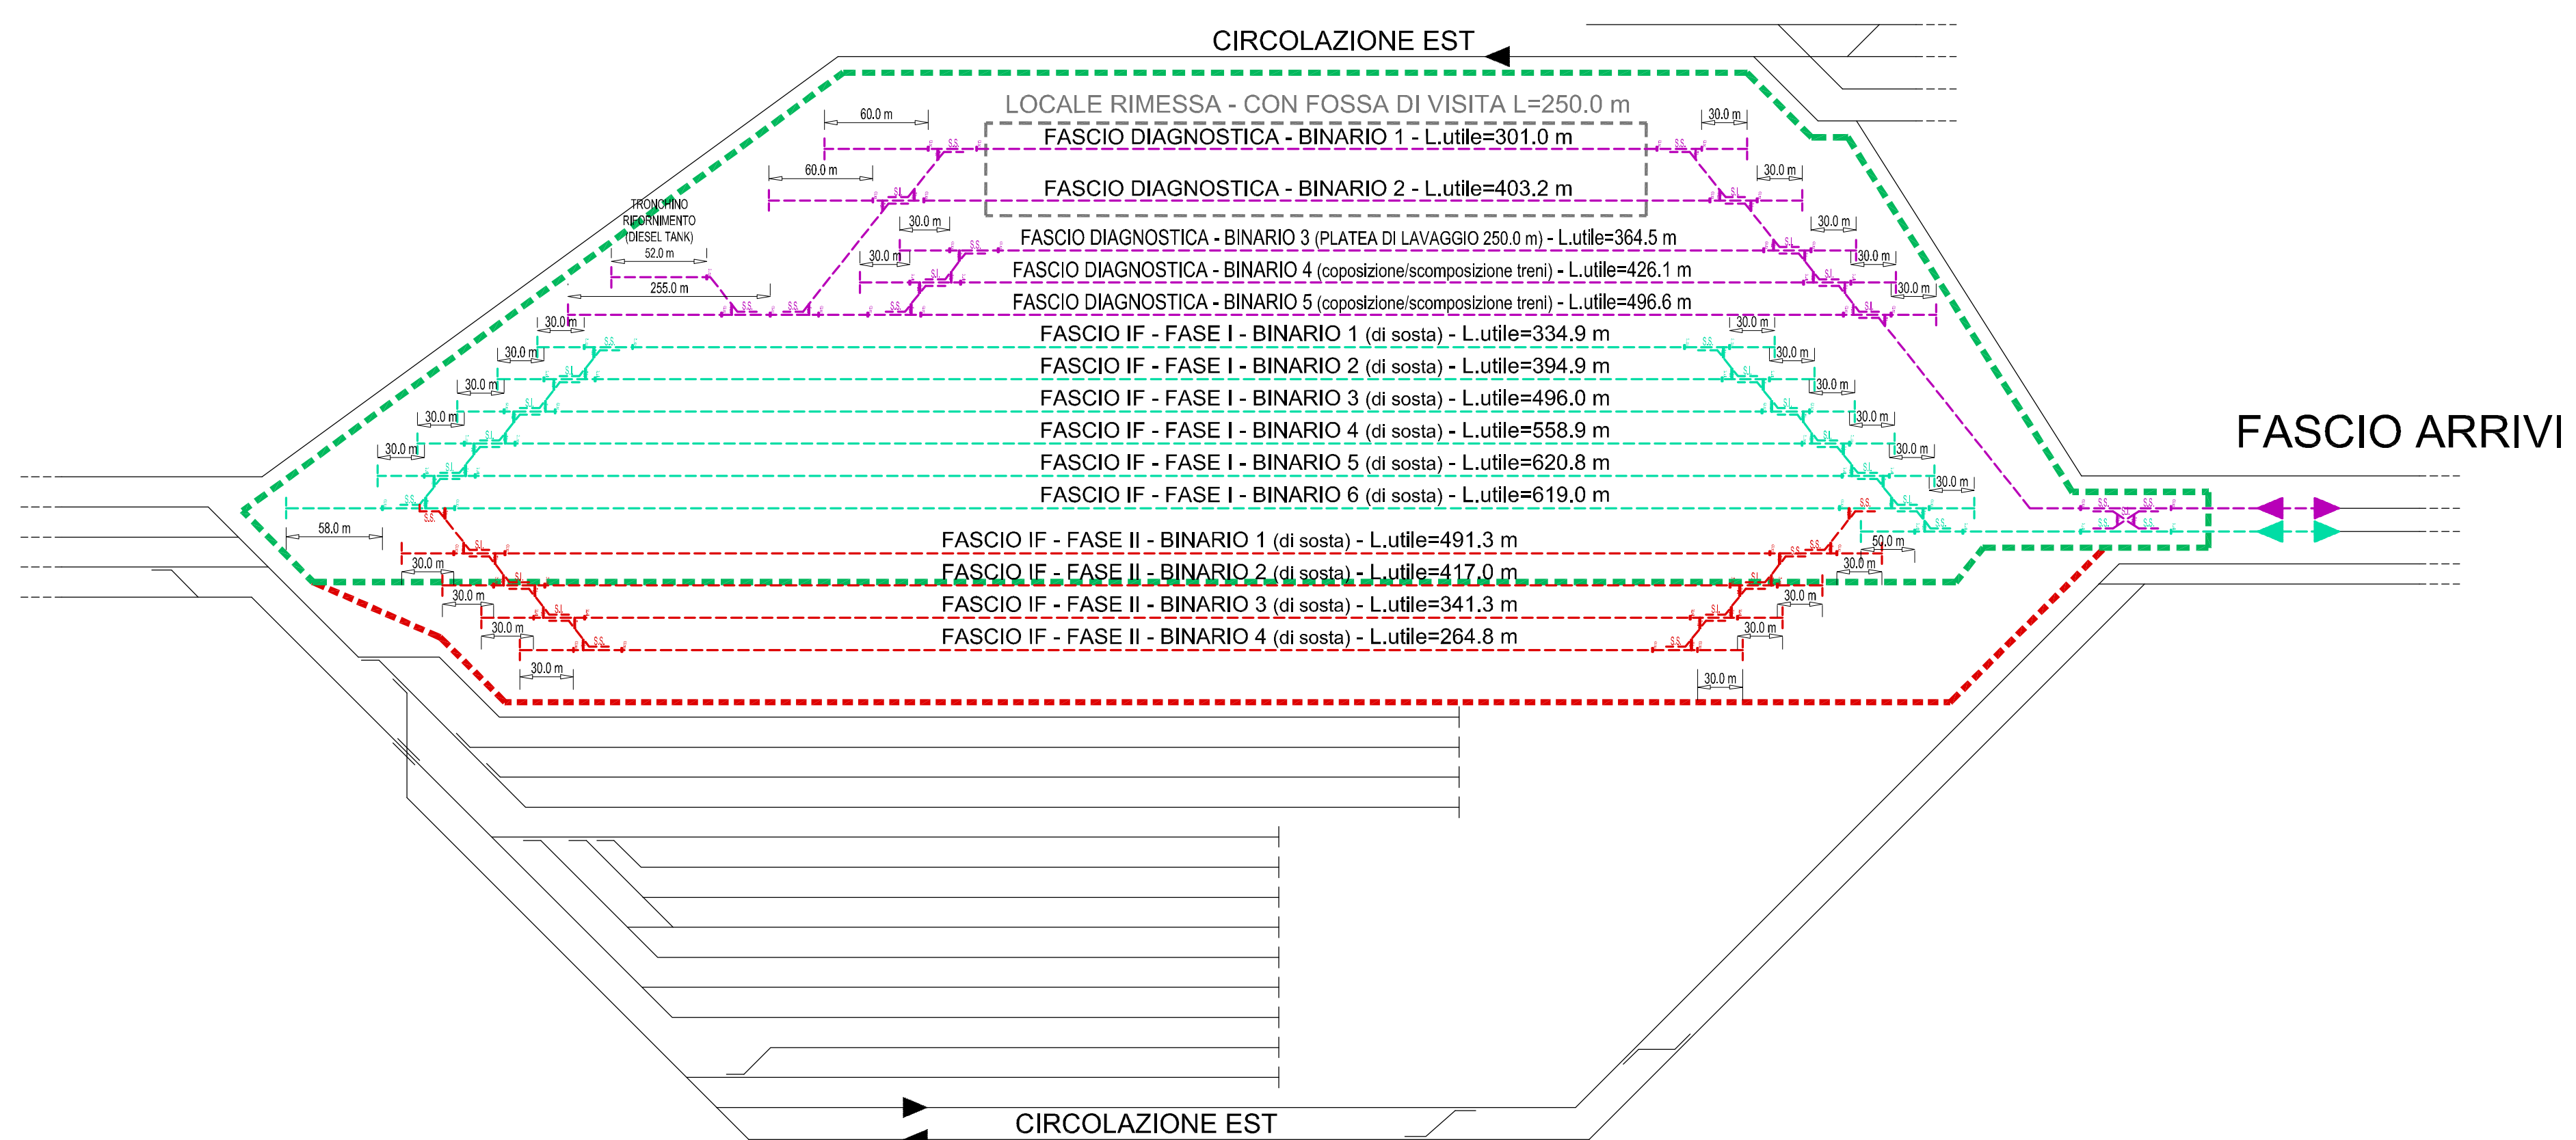 CIRCOLAZIONE EST
LOCALE RIMESSA - CON FOSSA DI VISITA L=250.0 m
60.0 m
30.0 m
FASCIO DIAGNOSTICA - BINARIO 1 - L.utile=301.0 m
S.S.
S.S.
60.0 m
30.0 m
FASCIO DIAGNOSTICA - BINARIO 2 - L.utile=403.2 m
S.I.
S.I.
TRONCHINO
RIFORNIMENTO
(DIESEL TANK)
52.0 m
30.0 m
30.0 m
FASCIO DIAGNOSTICA - BINARIO 3 (PLATEA DI LAVAGGIO 250.0 m) - L.utile=364.5 m
S.S.
S.S.
30.0 m
30.0 m
FASCIO DIAGNOSTICA - BINARIO 4 (coposizione/scomposizione treni) - L.utile=426.1 m
S.I.
S.I.
255.0 m
30.0 m
FASCIO DIAGNOSTICA - BINARIO 5 (coposizione/scomposizione treni) - L.utile=496.6 m
S.S.
S.S.
S.S.
S.S.
30.0 m
30.0 m
FASCIO IF - FASE I - BINARIO 1 (di sosta) - L.utile=334.9 m
S.S.
S.S.
30.0 m
30.0 m
FASCIO IF - FASE I - BINARIO 2 (di sosta) - L.utile=394.9 m
S.I.
S.I.
30.0 m
30.0 m
FASCIO IF - FASE I - BINARIO 3 (di sosta) - L.utile=496.0 m
S.I.
S.I.
30.0 m
30.0 m
FASCIO IF - FASE I - BINARIO 4 (di sosta) - L.utile=558.9 m
S.I.
S.I.
FASCIO ARRIVI
30.0 m
30.0 m
FASCIO IF - FASE I - BINARIO 5 (di sosta) - L.utile=620.8 m
S.S.
S.I.
30.0 m
FASCIO IF - FASE I - BINARIO 6 (di sosta) - L.utile=619.0 m
S.S.
S.S.
S.S.
S.I.
S.S.
S.S.
S.I.
S.S.
S.S.
S.S.
58.0 m
50.0 m
FASCIO IF - FASE II - BINARIO 1 (di sosta) - L.utile=491.3 m
S.I.
S.S.
S.S.
30.0 m
30.0 m
FASCIO IF - FASE II - BINARIO 2 (di sosta) - L.utile=417.0 m
S.I.
S.I.
30.0 m
30.0 m
FASCIO IF - FASE II - BINARIO 3 (di sosta) - L.utile=341.3 m
S.I.
S.I.
30.0 m
30.0 m
FASCIO IF - FASE II - BINARIO 4 (di sosta) - L.utile=264.8 m
S.S.
S.S.
30.0 m
30.0 m
CIRCOLAZIONE EST